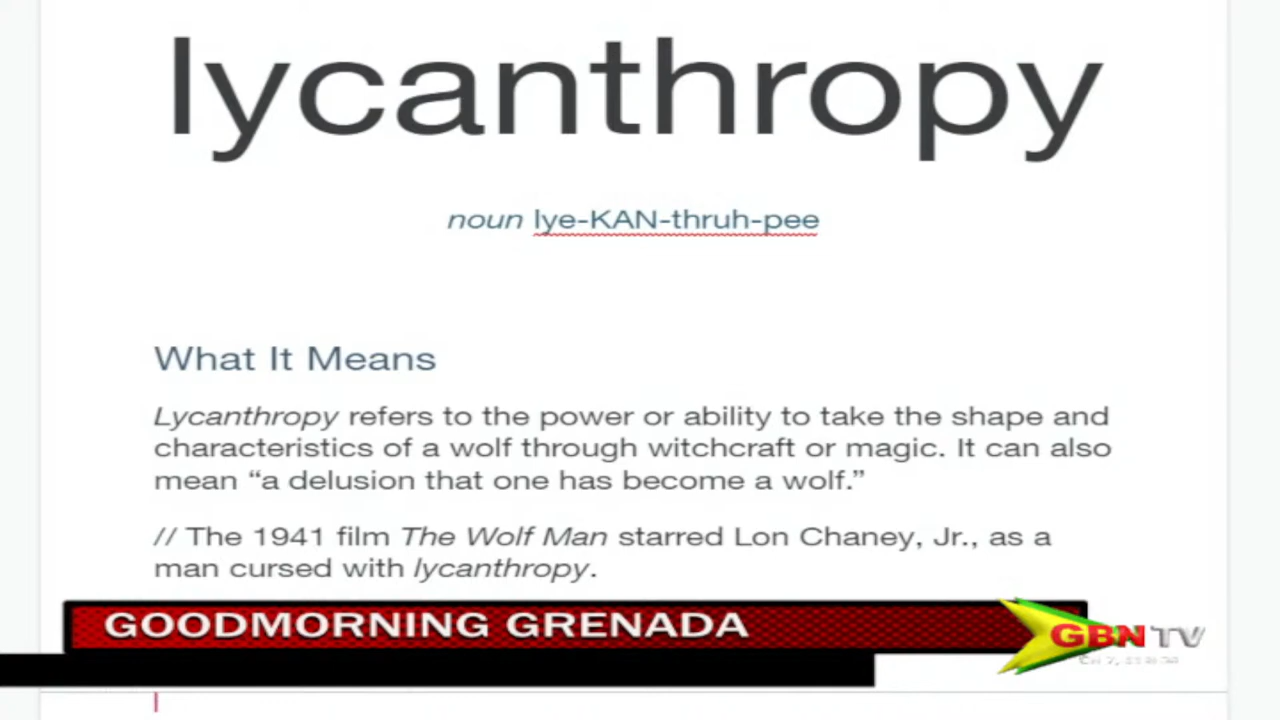 lycanthropy
noun lye-KAN-thruh-pee
What It Means
Lycanthropy refers to the power or ability to take the shape and
characteristics of a wolf through witchcraft or magic. It can also
mean “a delusion that one has become a wolf.”
// The 1941 film The Wolf Man starred Lon Chaney, Jr., as a
man cursed with lycanthropy.
GOODMORNING GRENADA
GBN TV